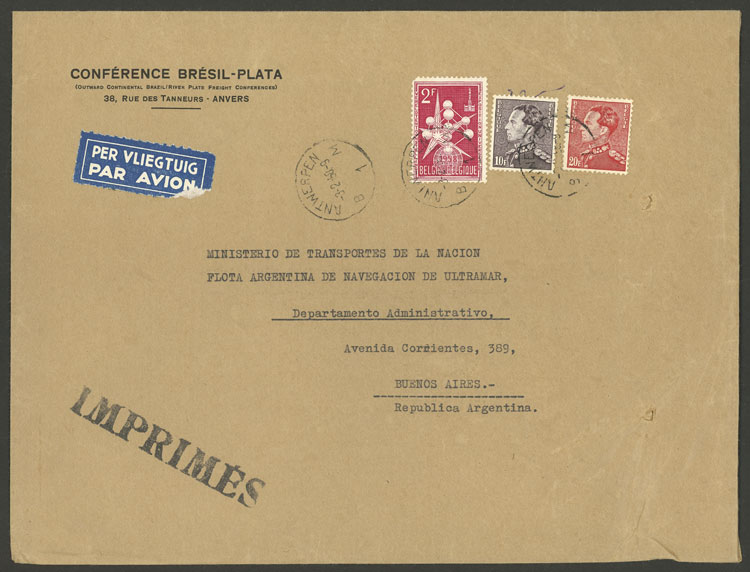 CONFÉRENCE BRÉSIL-PLATA
(OUTWARD CONTINENTAL BRAZIL/RIVER PLATE FREIGHT CONFERENCES)
38, RUE DES TANNEURS - ANVERS
PER VLIEGTUIG
PAR AVION
2F
BELGIE-BELGIQUE
10F
20F
ANTWERPEN
B
1
MINISTERIO DE TRANSPORTES DE LA NACION
FLOTA ARGENTINA DE NAVEGACION DE ULTRAMAR,
Departamento Administrativo,
Avenida Corrientes, 389,
BUENOS AIRES.-
Republica Argentina.
IMPRIMÉS